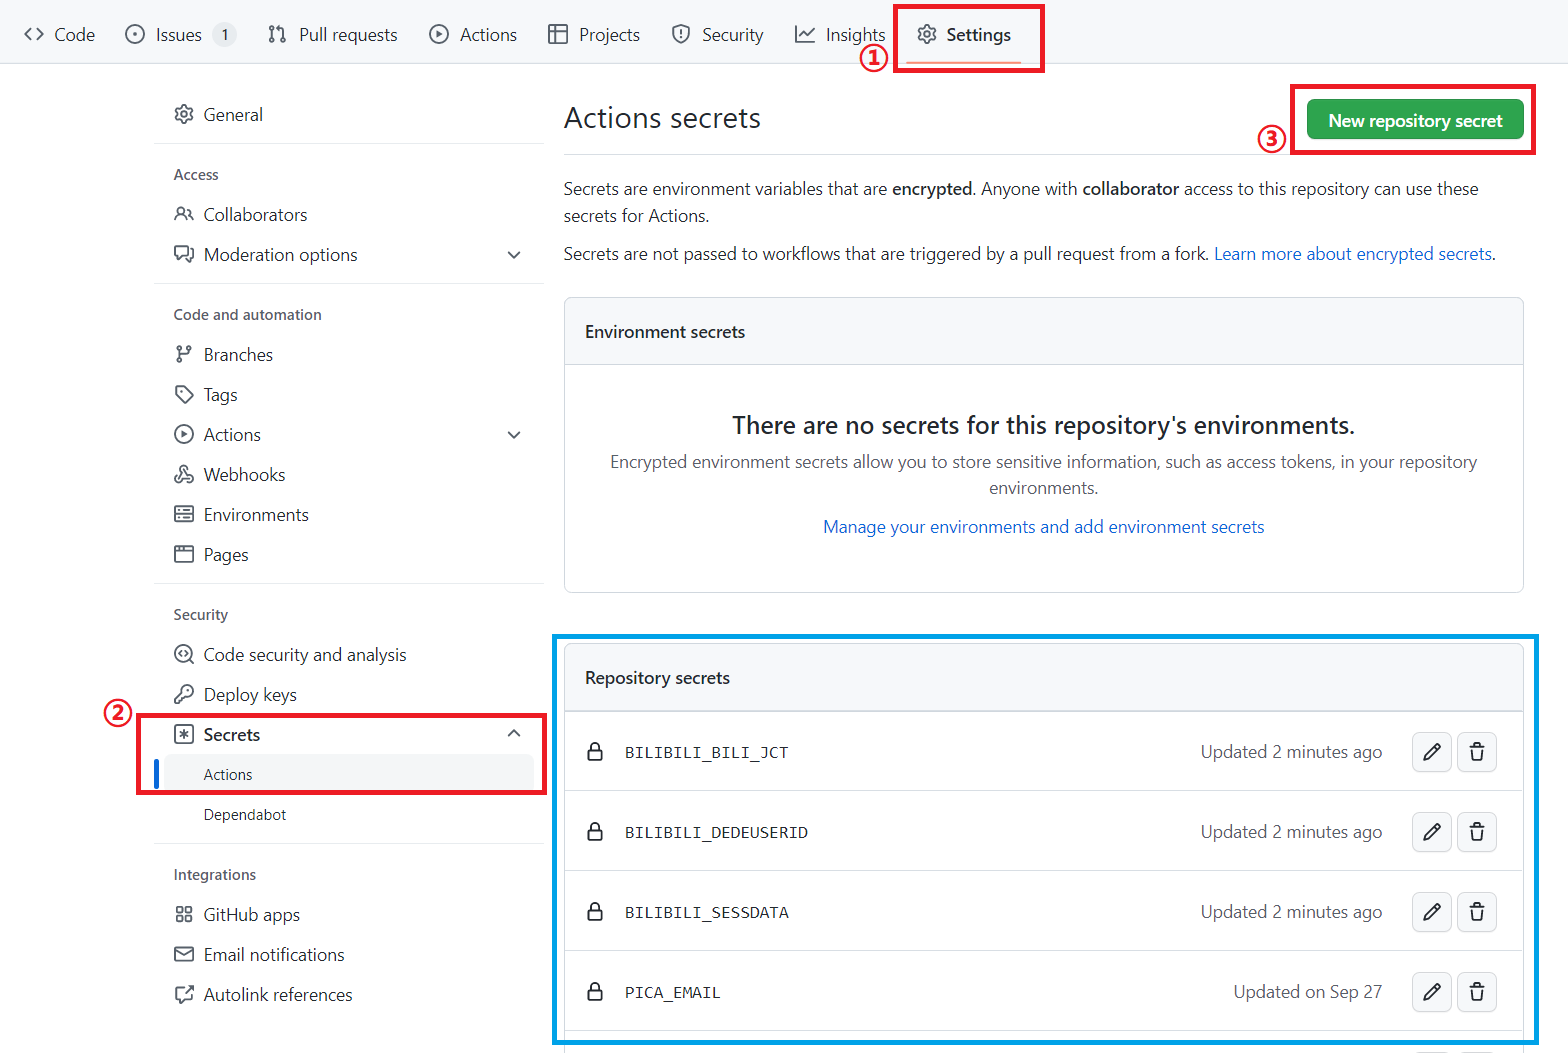 Code
Issues 1
Pull requests
Actions
Projects
Security
Insights
① Settings
General
Access
Collaborators
Moderation options
Code and automation
Branches
Tags
Actions
Webhooks
Environments
Pages
Security
Code security and analysis
Deploy keys
② Secrets
Actions
Dependabot
Integrations
GitHub apps
Email notifications
Autolink references
Actions secrets
③ New repository secret
Secrets are environment variables that are encrypted. Anyone with collaborator access to this repository can use these
secrets for Actions.
Secrets are not passed to workflows that are triggered by a pull request from a fork. Learn more about encrypted secrets.
Environment secrets
There are no secrets for this repository's environments.
Encrypted environment secrets allow you to store sensitive information, such as access tokens, in your repository
environments.
Manage your environments and add environment secrets
Repository secrets
BILIBILI_BILI_JCT Updated 2 minutes ago
BILIBILI_DEDEUSERID Updated 2 minutes ago
BILIBILI_SESSDATA Updated 2 minutes ago
PICA_EMAIL Updated on Sep 27